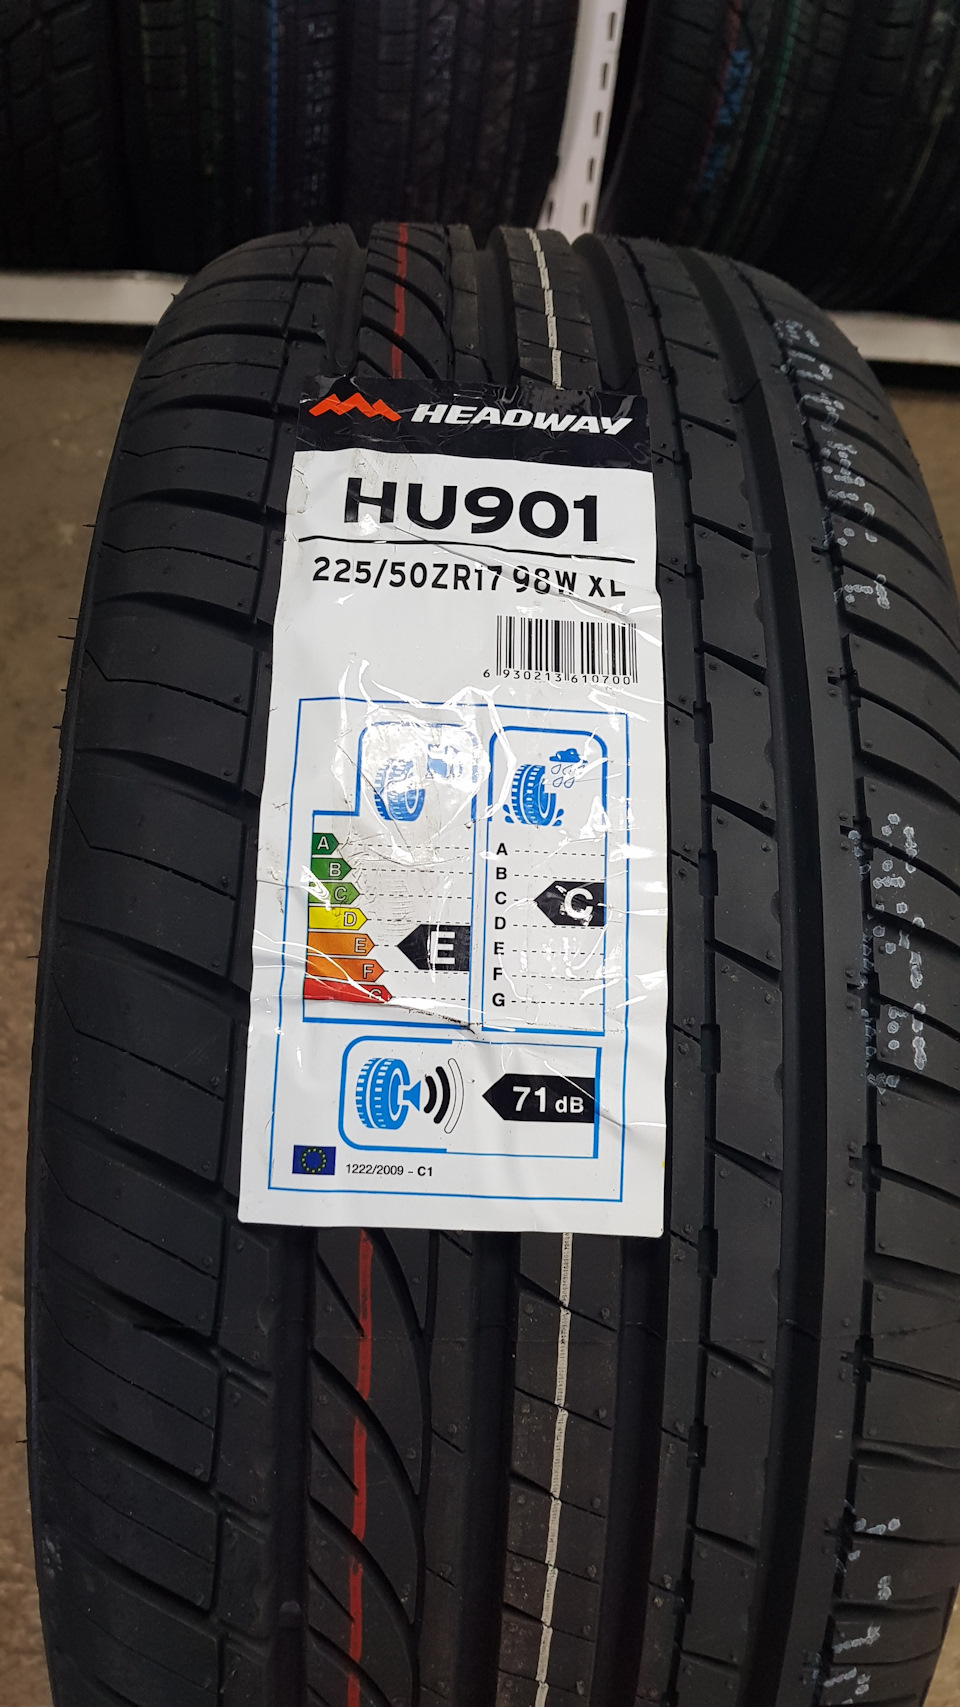 HEADWAY
HU901
225/50ZR17 98W XL
6 930213 610700
A
B
C
D
E
F
G
E
A
B
C
D
E
F
G
C
71 dB
1222/2009 - C1